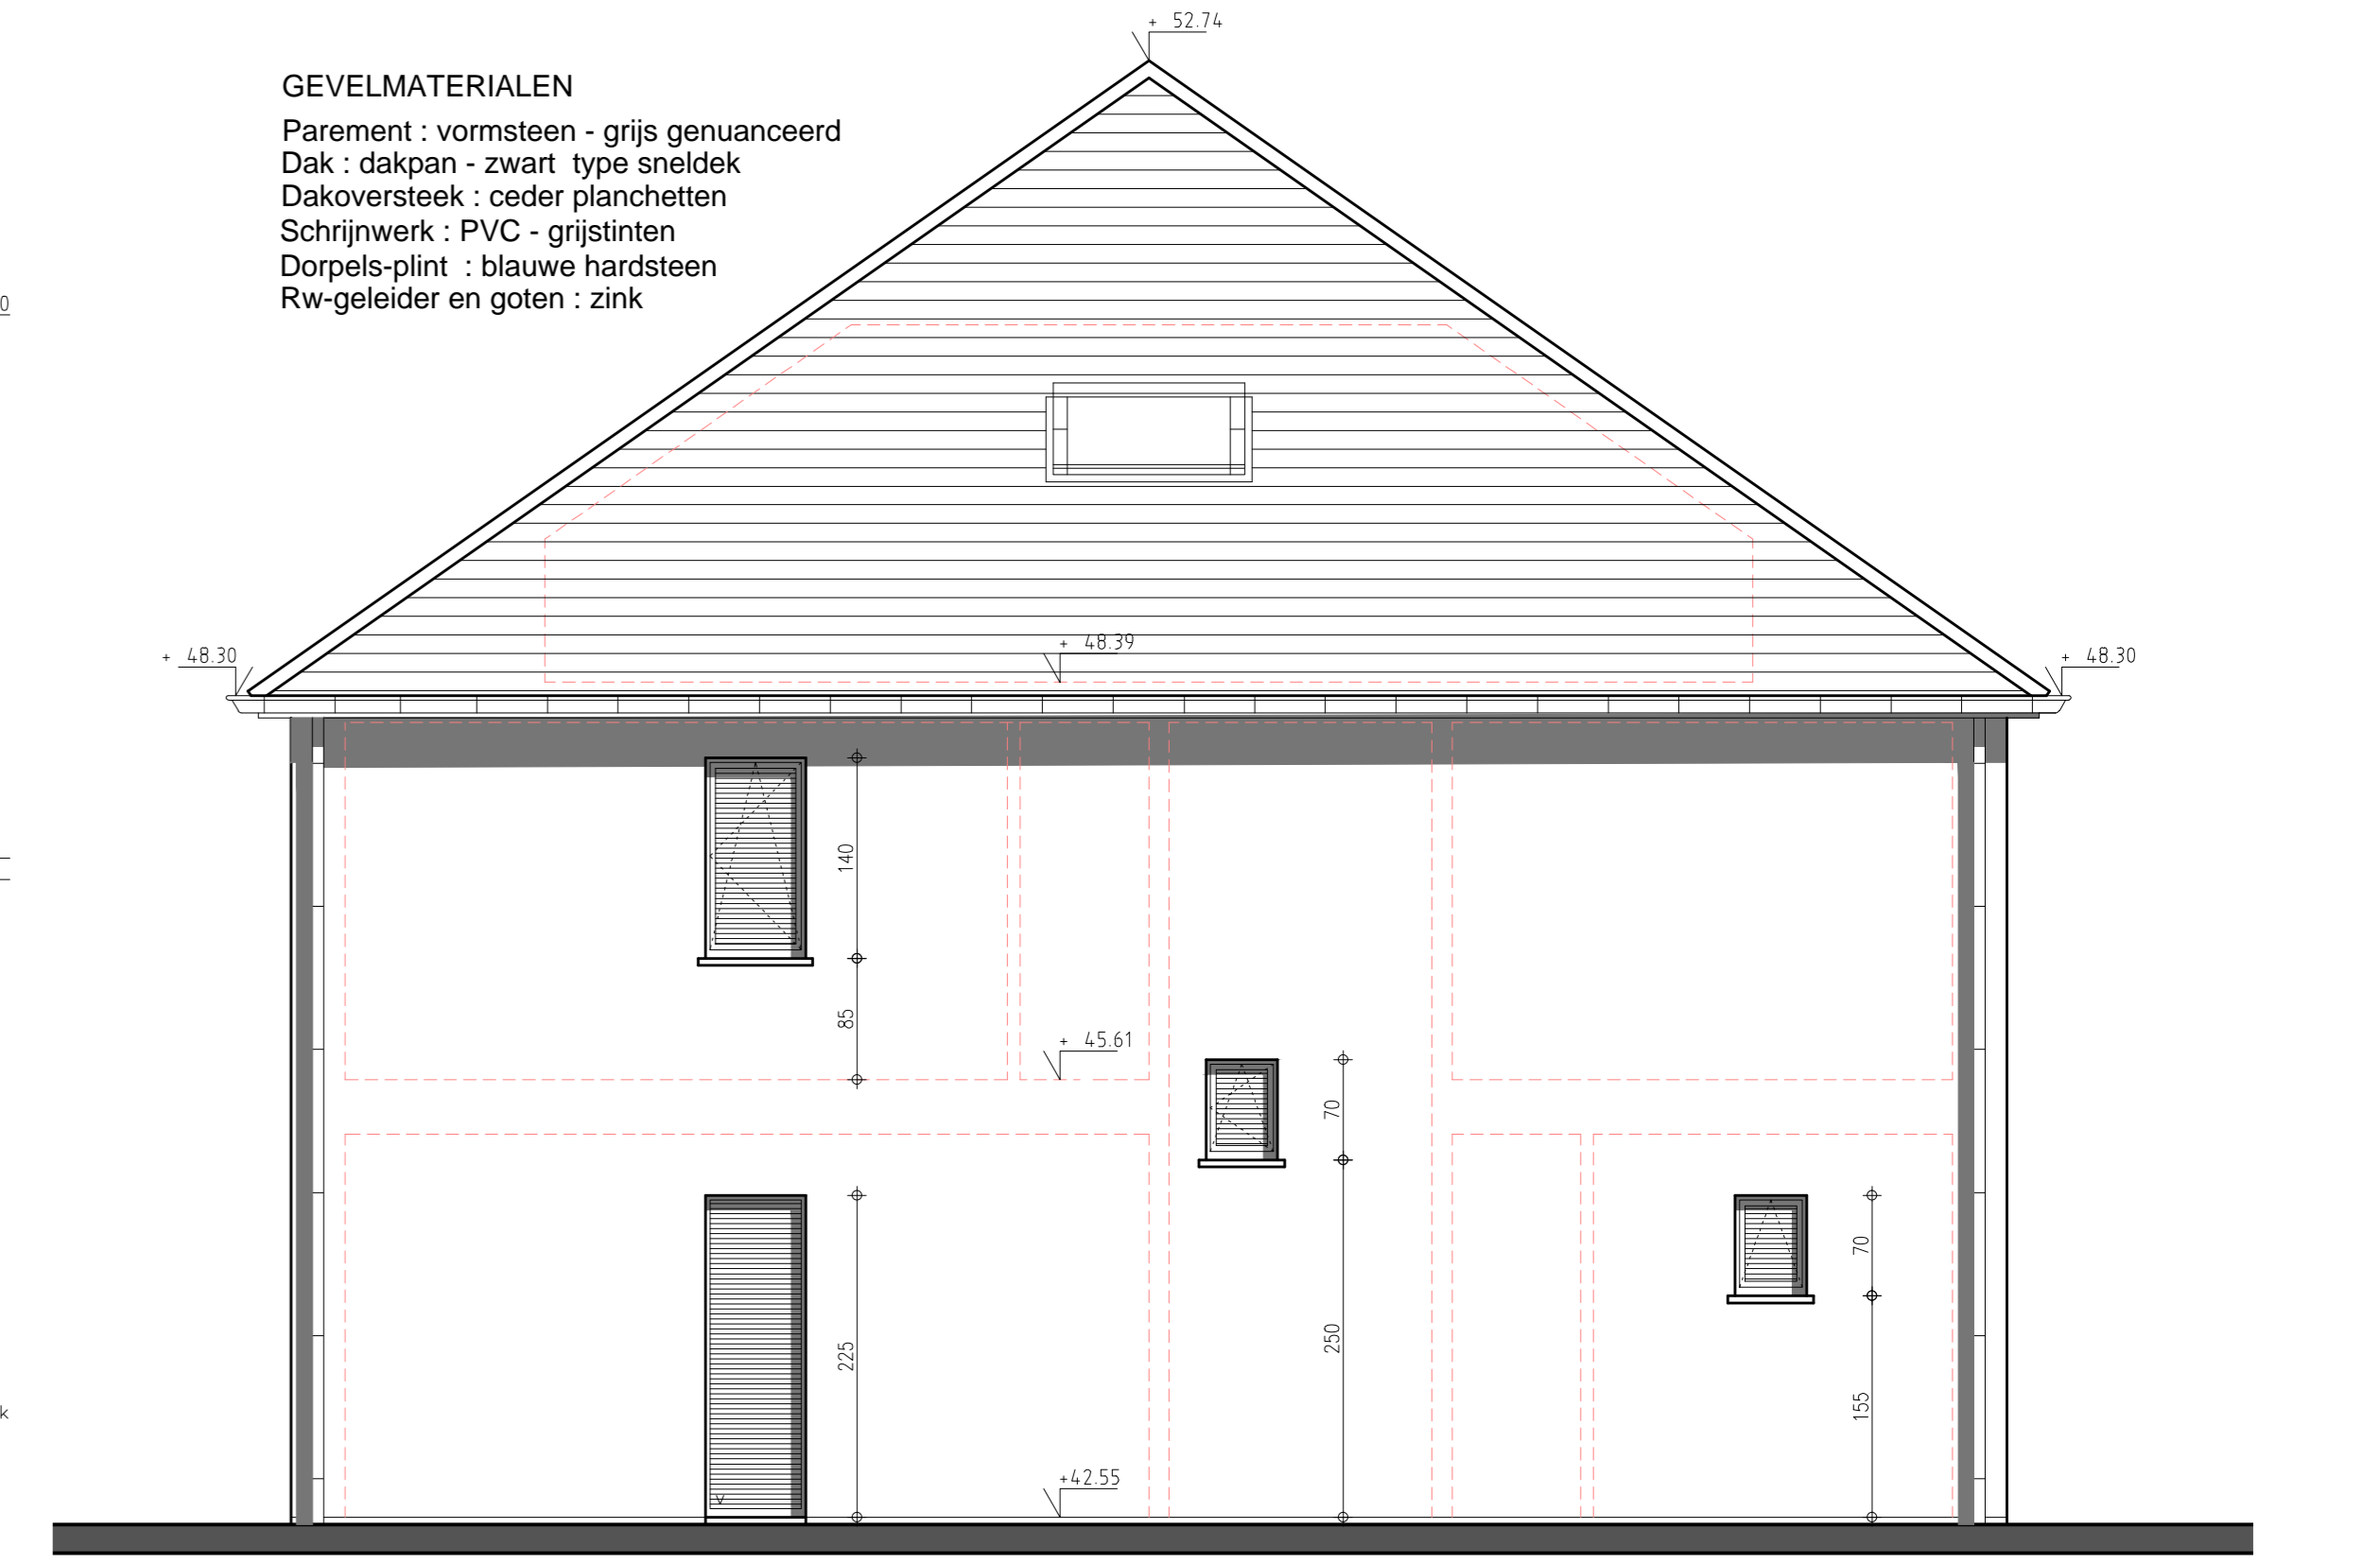 + 52.74
GEVELMATERIALEN
Parement : vormsteen - grijs genuanceerd
Dak : dakpan - zwart type sneldek
Dakoversteek : ceder planchetten
Schrijnwerk : PVC - grijstinten
Dorpels-plint : blauwe hardsteen
Rw-geleider en goten : zink
0
+ 48.30
+ 48.39
+ 48.30
140
85
+ 45.61
70
70
225
250
155
k
+42.55
V